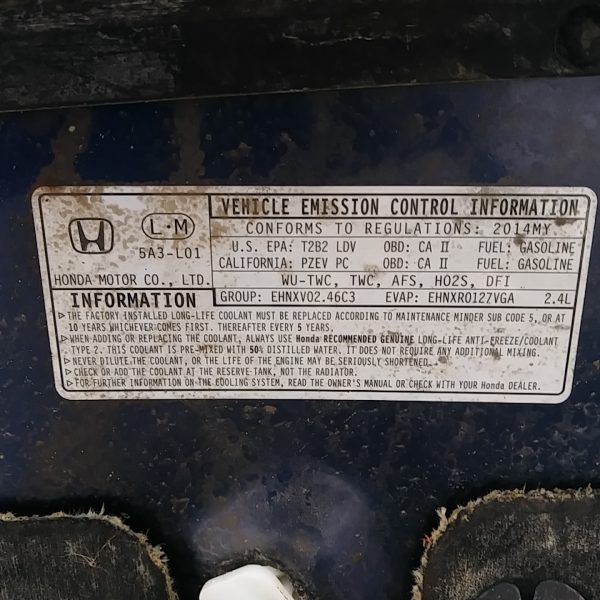 VEHICLE EMISSION CONTROL INFORMATION
L·M
5A3-L01
HONDA MOTOR CO., LTD.
CONFORMS TO REGULATIONS: 2014MY
U.S. EPA: T2B2 LDV OBD: CA II FUEL: GASOLINE
CALIFORNIA: PZEV PC OBD: CA II FUEL: GASOLINE
WU-TWC, TWC, AFS, HO2S, DFI
GROUP: EHNXV02.46C3 EVAP: EHNXR0127VGA 2.4L
INFORMATION
▷THE FACTORY INSTALLED LONG-LIFE COOLANT MUST BE REPLACED ACCORDING TO MAINTENANCE MINDER SUB CODE 5, OR AT
10 YEARS WHICHEVER COMES FIRST. THEREAFTER EVERY 5 YEARS.
▷WHEN ADDING OR REPLACING THE COOLANT, ALWAYS USE Honda RECOMMENDED GENUINE LONG-LIFE ANTI-FREEZE/COOLANT
TYPE 2. THIS COOLANT IS PRE-MIXED WITH 50% DISTILLED WATER. IT DOES NOT REQUIRE ANY ADDITIONAL MIXING.
▷NEVER DILUTE THE COOLANT, OR THE LIFE OF THE ENGINE MAY BE SERIOUSLY SHORTENED.
▷CHECK OR ADD THE COOLANT AT THE RESERVE TANK, NOT THE RADIATOR.
▷FOR FURTHER INFORMATION ON THE COOLING SYSTEM, READ THE OWNER'S MANUAL OR CHECK WITH YOUR Honda DEALER.